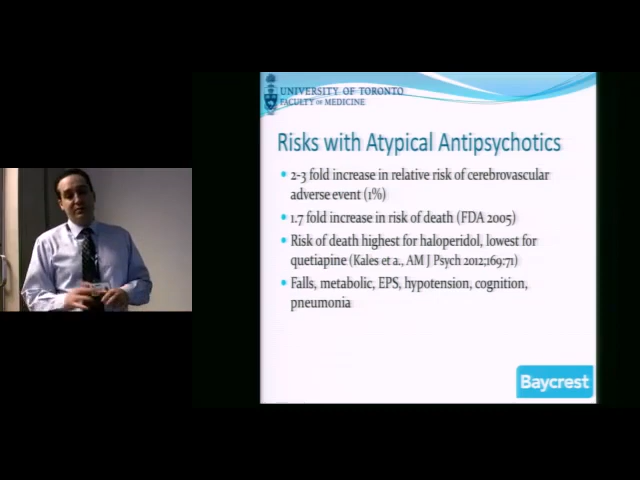 UNIVERSITY OF TORONTO
FACULTY OF MEDICINE
Risks with Atypical Antipsychotics
• 2-3 fold increase in relative risk of cerebrovascular
adverse event (1%)
• 1.7 fold increase in risk of death (FDA 2005)
• Risk of death highest for haloperidol, lowest for
quetiapine (Kales et a., AM J Psych 2012;169:71)
• Falls, metabolic, EPS, hypotension, cognition,
pneumonia
Baycrest